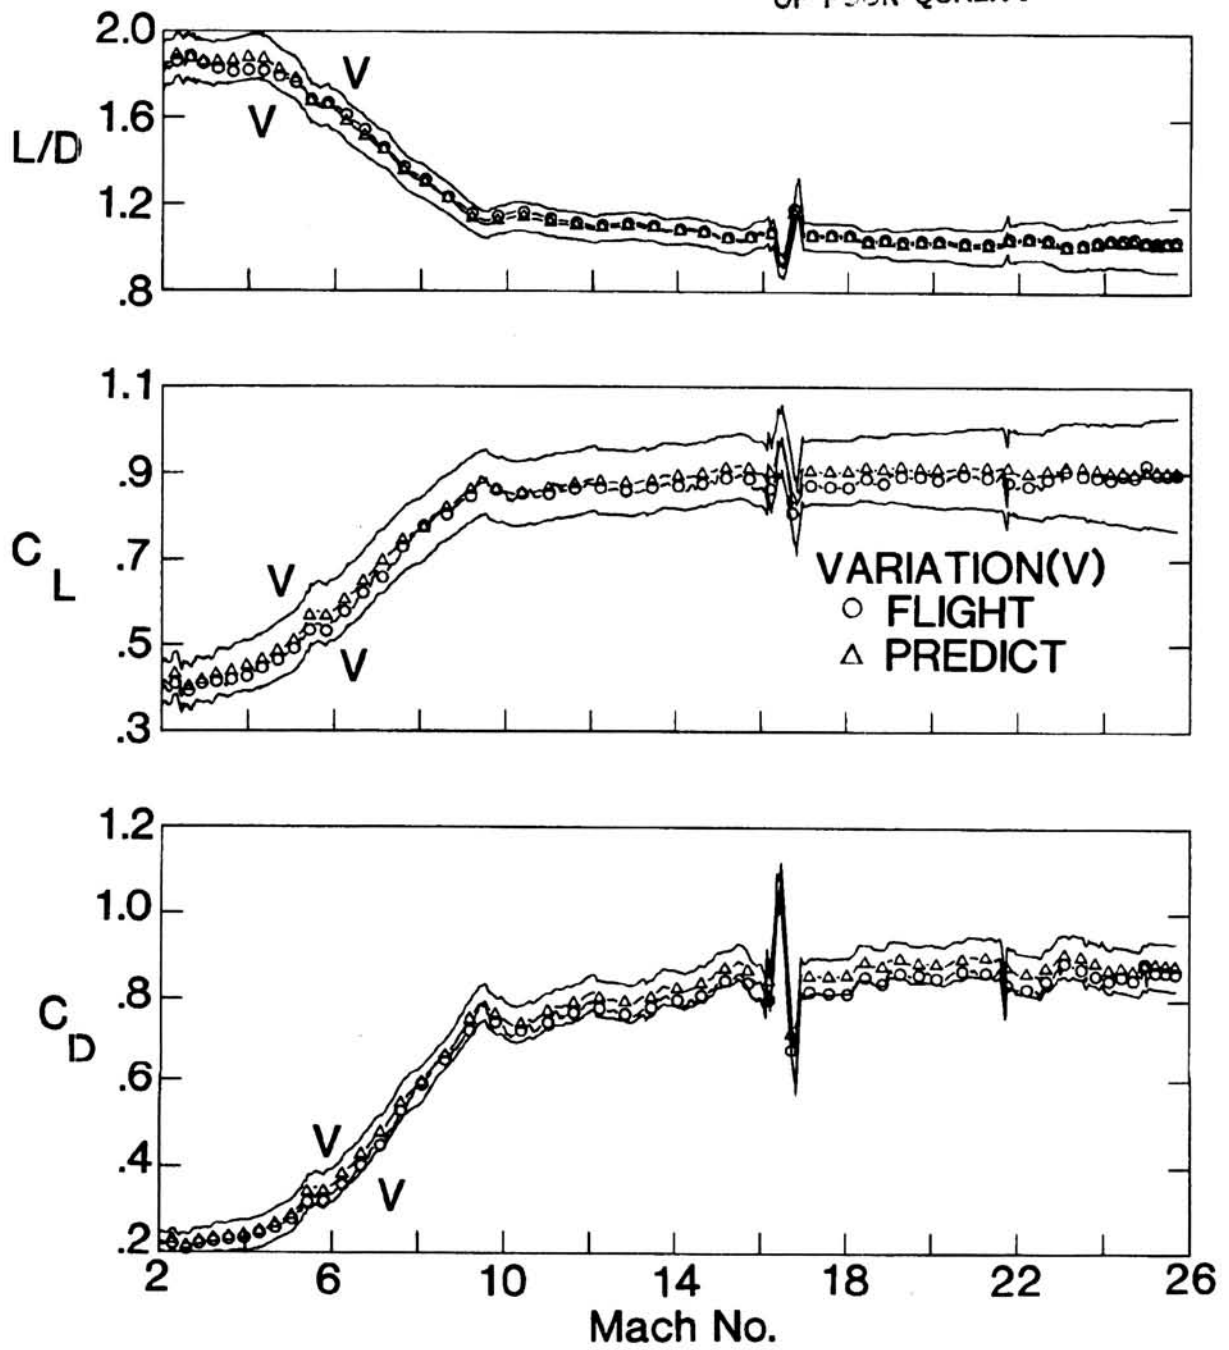 QUALITY
2.0
V
1.6
V
L/D
1.2
.8
1.1
.9
C
L
.7
V
VARIATION(V)
○ FLIGHT
△ PREDICT
.5
V
.3
1.2
1.0
C
D
.8
.6
V
.4
V
.2
2 6 10 14 18 22 26
Mach No.